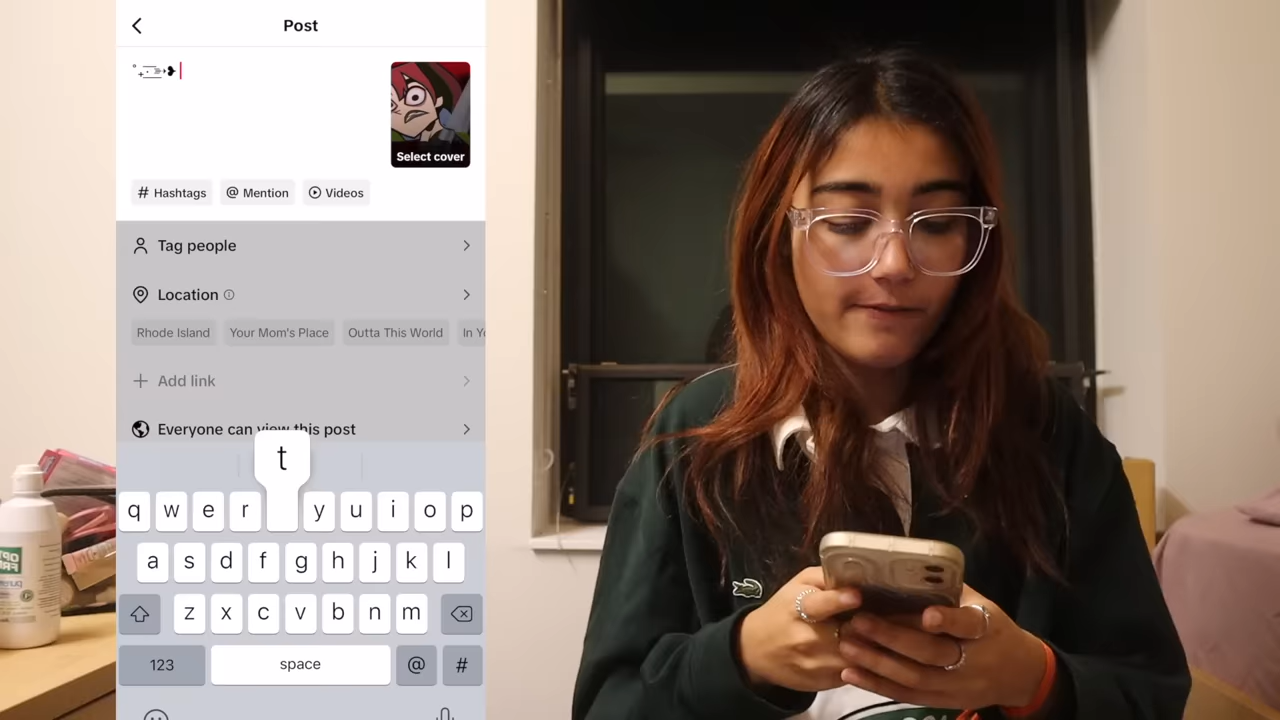 Post
Select cover
# Hashtags
@ Mention
Videos
Tag people
Location
Rhode Island
Your Mom's Place
Outta This World
Add link
Everyone can view this post
t
q w e r y u i o p
a s d f g h j k l
z x c v b n m
123
space
@
#